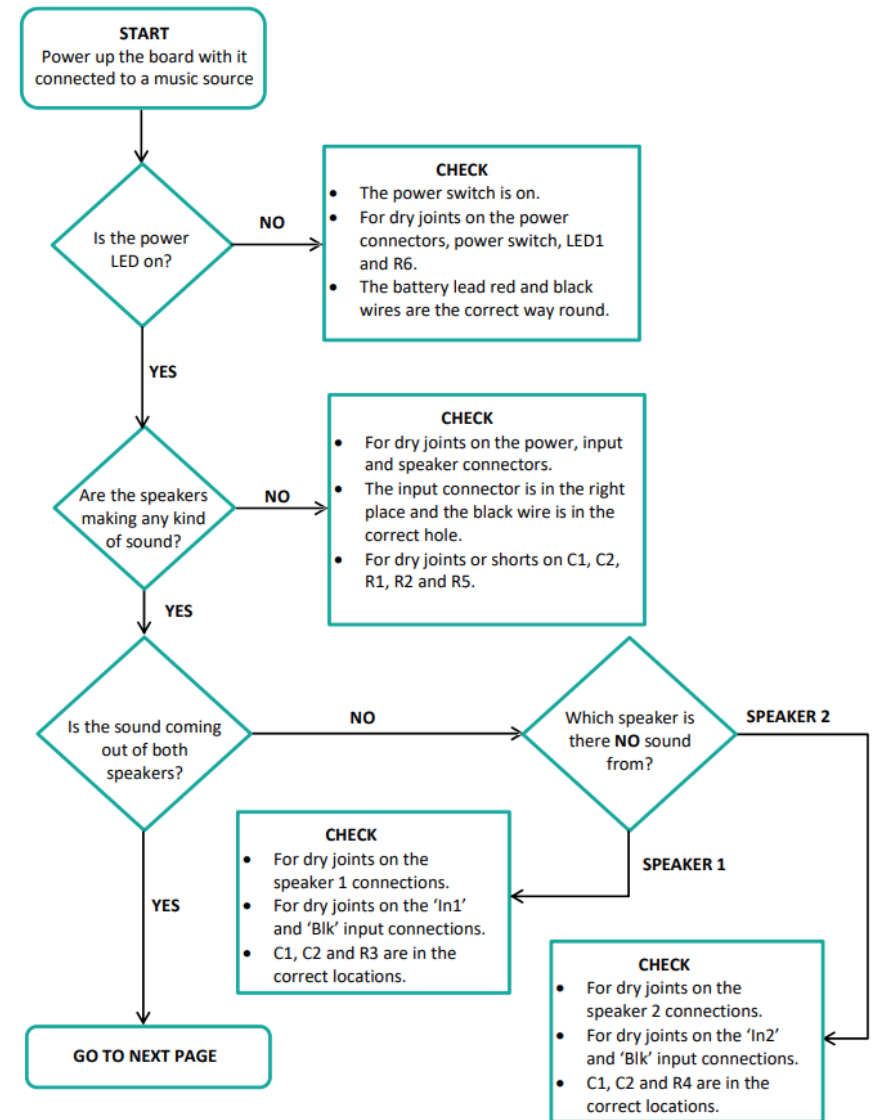 START
Power up the board with it
connected to a music source
Is the power
LED on?
NO
CHECK
• The power switch is on.
• For dry joints on the power
connectors, power switch, LED1
and R6.
• The battery lead red and black
wires are the correct way round.
YES
Are the speakers
making any kind
of sound?
NO
CHECK
• For dry joints on the power, input
and speaker connectors.
• The input connector is in the right
place and the black wire is in the
correct hole.
• For dry joints or shorts on C1, C2,
R1, R2 and R5.
YES
Is the sound coming
out of both
speakers?
NO
Which speaker is
there NO sound
from?
SPEAKER 2
SPEAKER 1
CHECK
• For dry joints on the
speaker 1 connections.
• For dry joints on the ‘In1’
and ‘Blk’ input connections.
• C1, C2 and R3 are in the
correct locations.
YES
CHECK
• For dry joints on the
speaker 2 connections.
• For dry joints on the ‘In2’
and ‘Blk’ input connections.
• C1, C2 and R4 are in the
correct locations.
GO TO NEXT PAGE